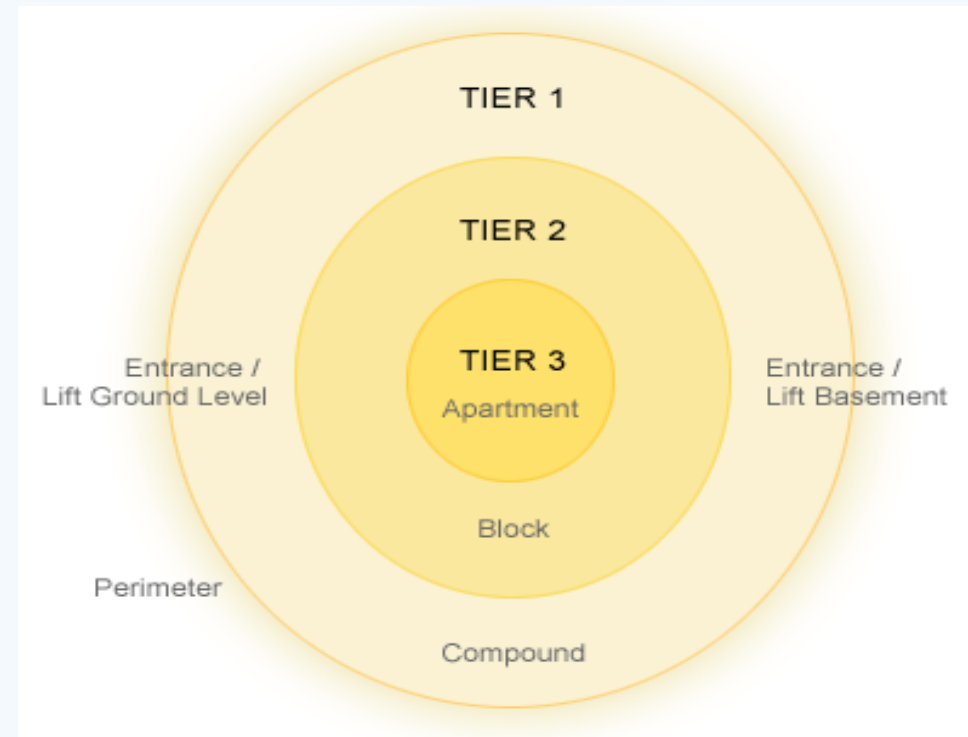 TIER 1
TIER 2
TIER 3
Apartment
Entrance /
Lift Ground Level
Entrance /
Lift Basement
Block
Perimeter
Compound